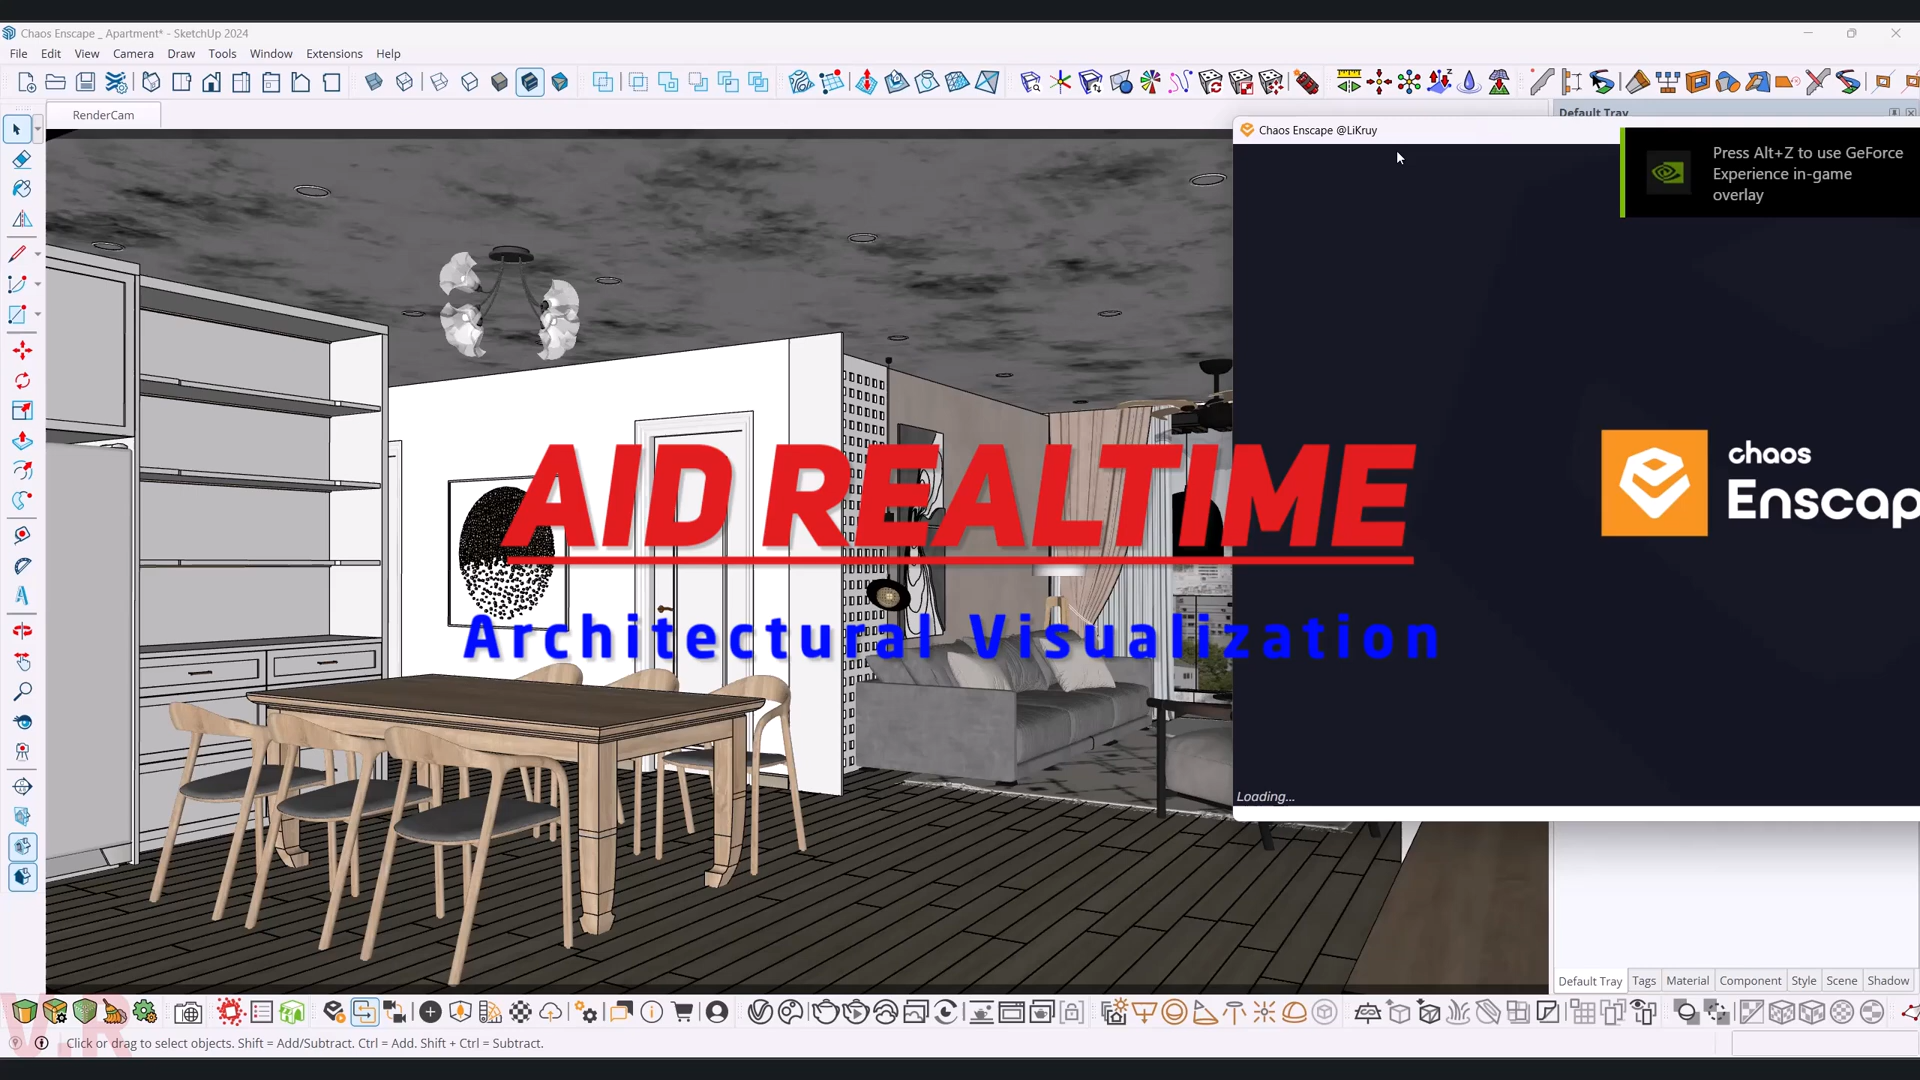 Chaos Enscape _ Apartment* - SketchUp 2024
File Edit View Camera Draw Tools Window Extensions Help
RenderCam
Default Tray
Chaos Enscape @LiKruy
Press Alt+Z to use GeForce
Experience in-game
overlay
chaos
Enscap
AID REALTIME
Architectural Visualization
Loading...
Default Tray Tags Material Component Style Scene Shadow
V.R
Click or drag to select objects. Shift = Add/Subtract. Ctrl = Add. Shift + Ctrl = Subtract.